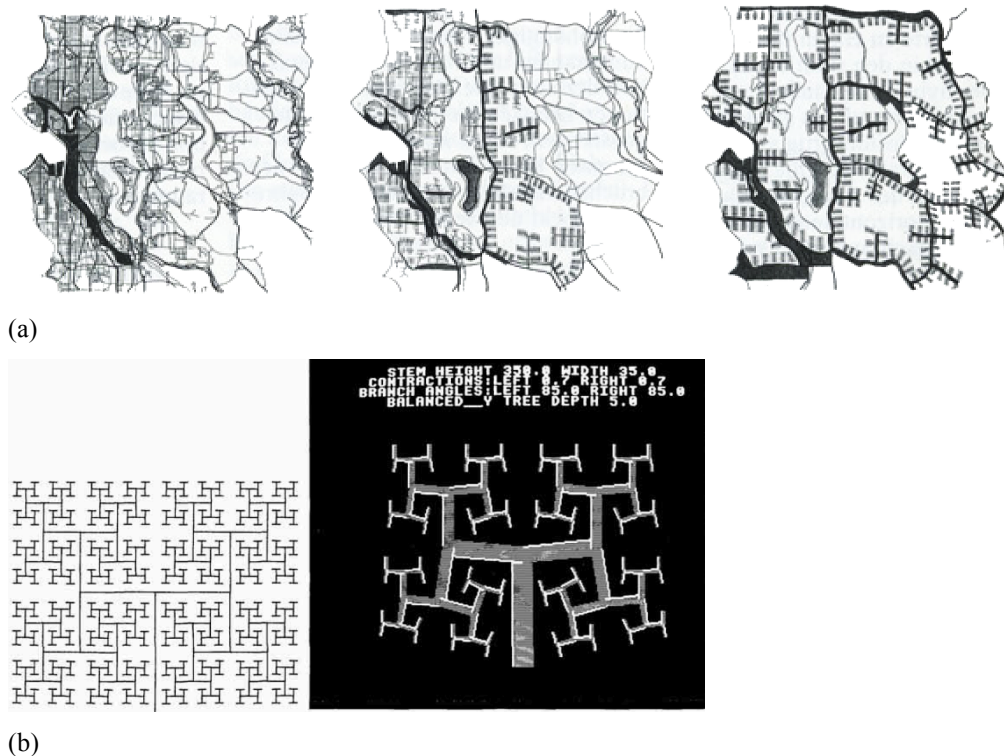 (a)
STEM HEIGHT 350.0 WIDTH 35.0
CONTRACTIONS:LEFT 0.7 RIGHT 0.7
BRANCH ANGLES:LEFT 85.0 RIGHT 85.0
BALANCED__Y TREE DEPTH 5.0
(b)